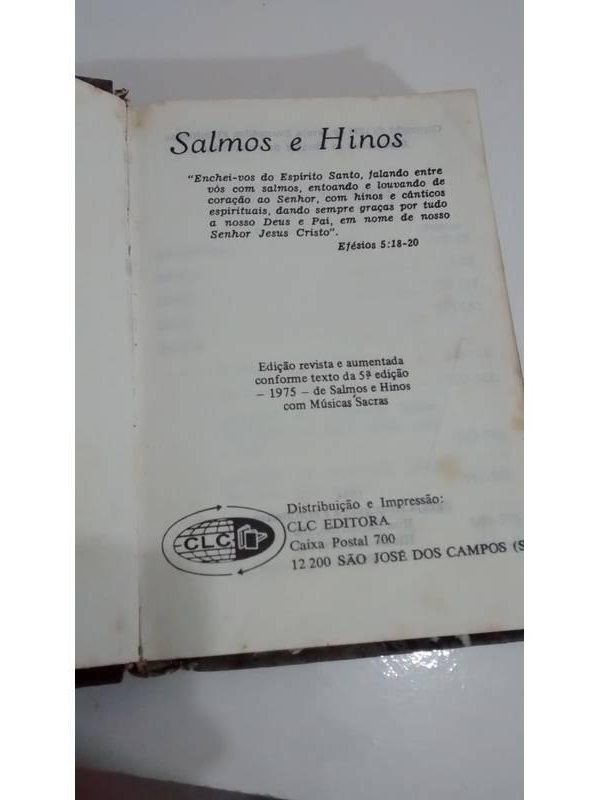 Salmos e Hinos
"Enchei-vos do Espírito Santo, falando entre
vós com salmos, entoando e louvando de
coração ao Senhor, com hinos e cânticos
espirituais, dando sempre graças por tudo
a nosso Deus e Pai, em nome de nosso
Senhor Jesus Cristo".
Efésios 5:18-20
Edição revista e aumentada
conforme texto da 5ª edição
– 1975 – de Salmos e Hinos
com Músicas Sacras
Distribuição e Impressão:
CLC EDITORA
Caixa Postal 700
12 200 SÃO JOSÉ DOS CAMPOS (S
CLC